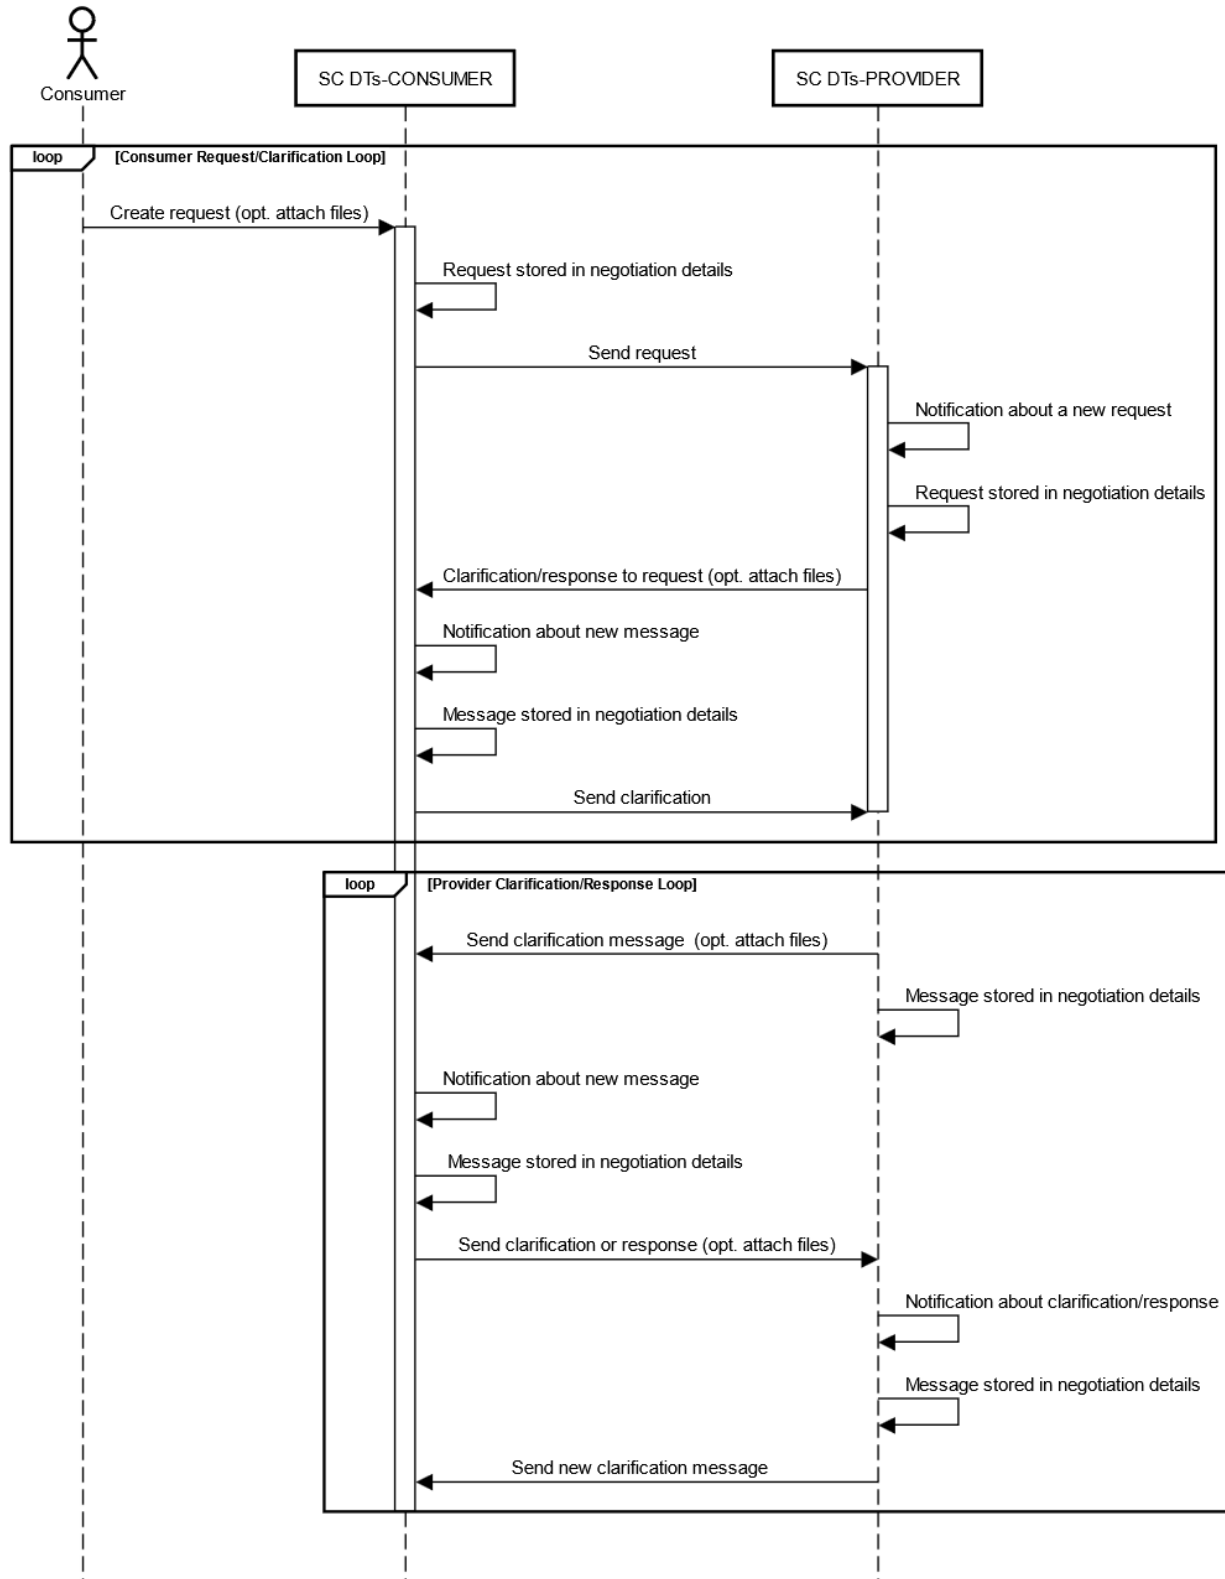 Consumer
SC DTs-CONSUMER
SC DTs-PROVIDER
loop
[Consumer Request/Clarification Loop]
Create request (opt. attach files)
Request stored in negotiation details
Send request
Notification about a new request
Request stored in negotiation details
Clarification/response to request (opt. attach files)
Notification about new message
Message stored in negotiation details
Send clarification
loop
[Provider Clarification/Response Loop]
Send clarification message (opt. attach files)
Message stored in negotiation details
Notification about new message
Message stored in negotiation details
Send clarification or response (opt. attach files)
Notification about clarification/response
Message stored in negotiation details
Send new clarification message